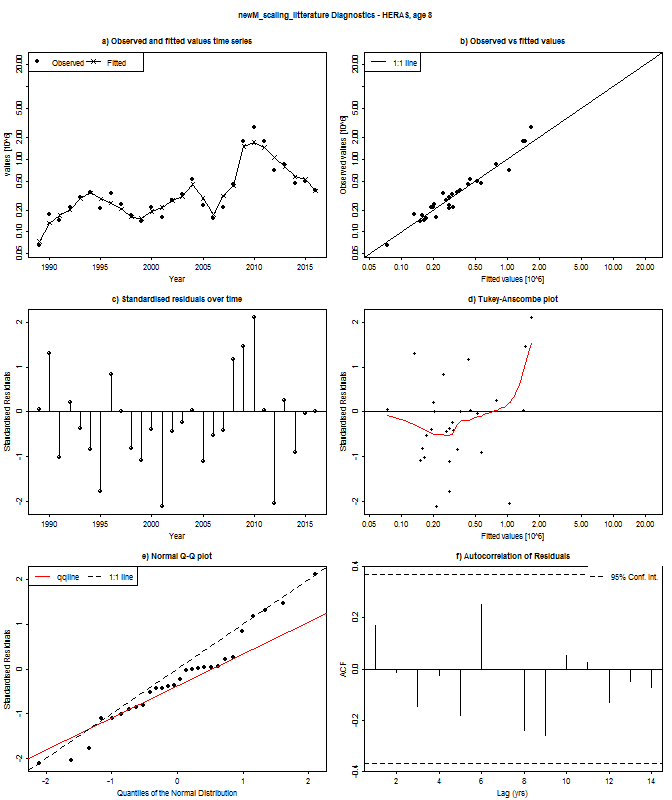 newM_scaling_litterature Diagnostics - HERAS, age 8
a) Observed and fitted values time series
Observed Fitted
values [10^6]
0.05 0.10 0.20 0.50 1.00 2.00 5.00 20.00
1990 1995 2000 2005 2010 2015
Year
b) Observed vs fitted values
1:1 line
Observed values [10^6]
0.05 0.10 0.20 0.50 1.00 2.00 5.00 20.00
0.05 0.10 0.20 0.50 1.00 2.00 5.00 20.00
Fitted values [10^6]
c) Standardised residuals over time
Standardised Residuals
-2 -1 0 1 2
1990 1995 2000 2005 2010 2015
Year
d) Tukey-Anscombe plot
Standardised Residuals
-2 -1 0 1 2
0.05 0.10 0.20 0.50 1.00 2.00 5.00 20.00
Fitted values [10^6]
e) Normal Q-Q plot
qqline 1:1 line
Standardised Residuals
-2 -1 0 1 2
-2 -1 0 1 2
Quantiles of the Normal Distribution
f) Autocorrelation of Residuals
95% Conf. Int.
ACF
-0.4 -0.2 0.0 0.2 0.4
2 4 6 8 10 12 14
Lag (yrs)